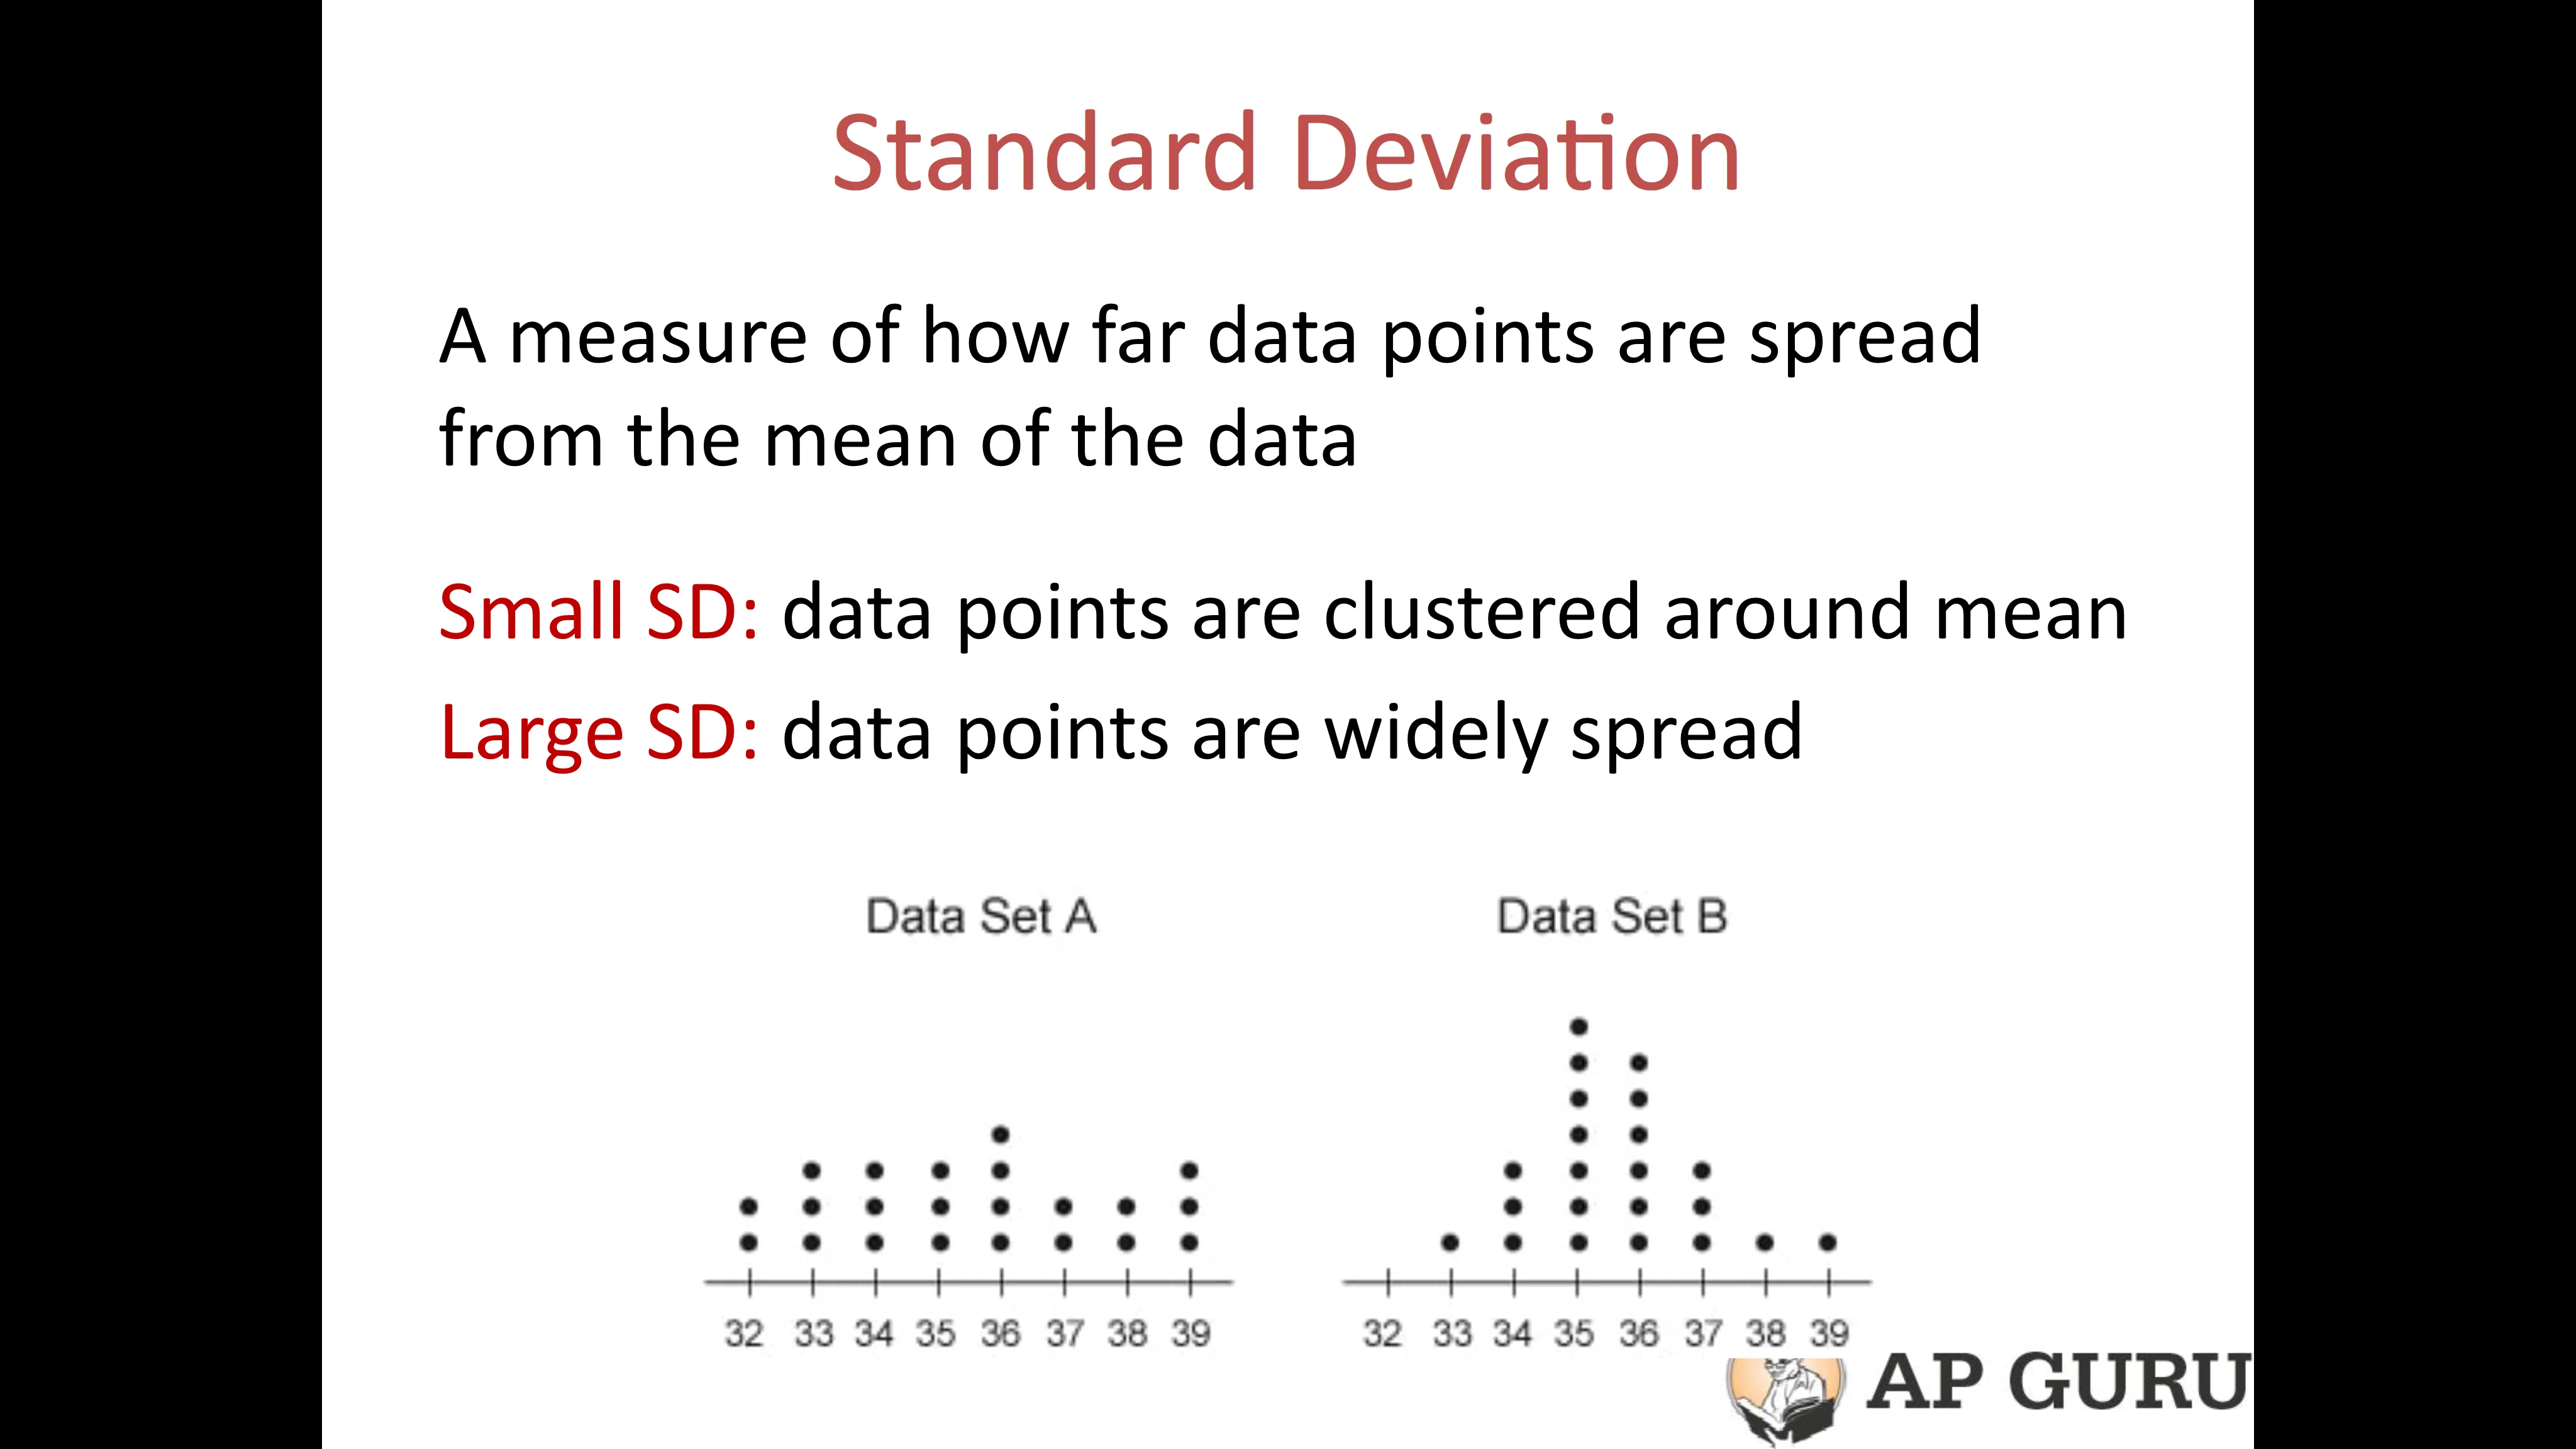 Standard Deviation
A measure of how far data points are spread
from the mean of the data
Small SD: data points are clustered around mean
Large SD: data points are widely spread
Data Set A
32 33 34 35 36 37 38 39
Data Set B
32 33 34 35 36 37 38 39
AP GURU